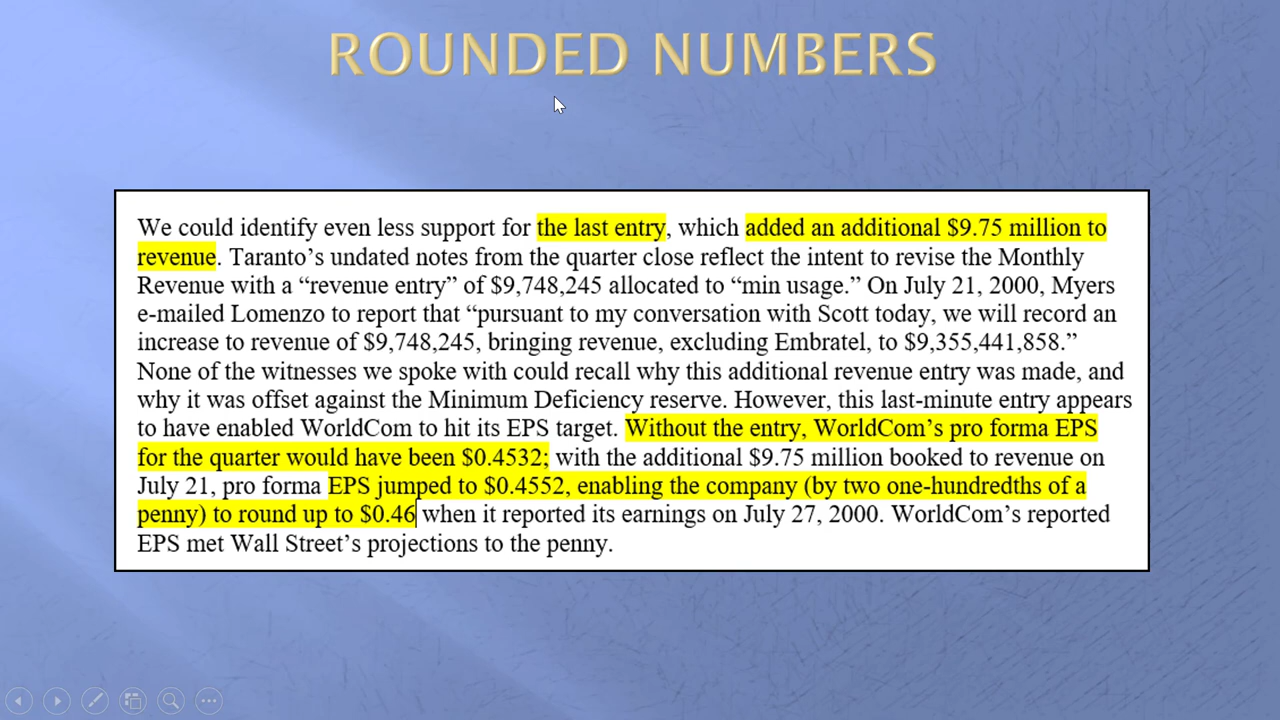 ROUNDED NUMBERS
We could identify even less support for the last entry, which added an additional $9.75 million to
revenue. Taranto’s undated notes from the quarter close reflect the intent to revise the Monthly
Revenue with a “revenue entry” of $9,748,245 allocated to “min usage.” On July 21, 2000, Myers
e-mailed Lomenzo to report that “pursuant to my conversation with Scott today, we will record an
increase to revenue of $9,748,245, bringing revenue, excluding Embratel, to $9,355,441,858.”
None of the witnesses we spoke with could recall why this additional revenue entry was made, and
why it was offset against the Minimum Deficiency reserve. However, this last-minute entry appears
to have enabled WorldCom to hit its EPS target. Without the entry, WorldCom’s pro forma EPS
for the quarter would have been $0.4532; with the additional $9.75 million booked to revenue on
July 21, pro forma EPS jumped to $0.4552, enabling the company (by two one-hundredths of a
penny) to round up to $0.46 when it reported its earnings on July 27, 2000. WorldCom’s reported
EPS met Wall Street’s projections to the penny.